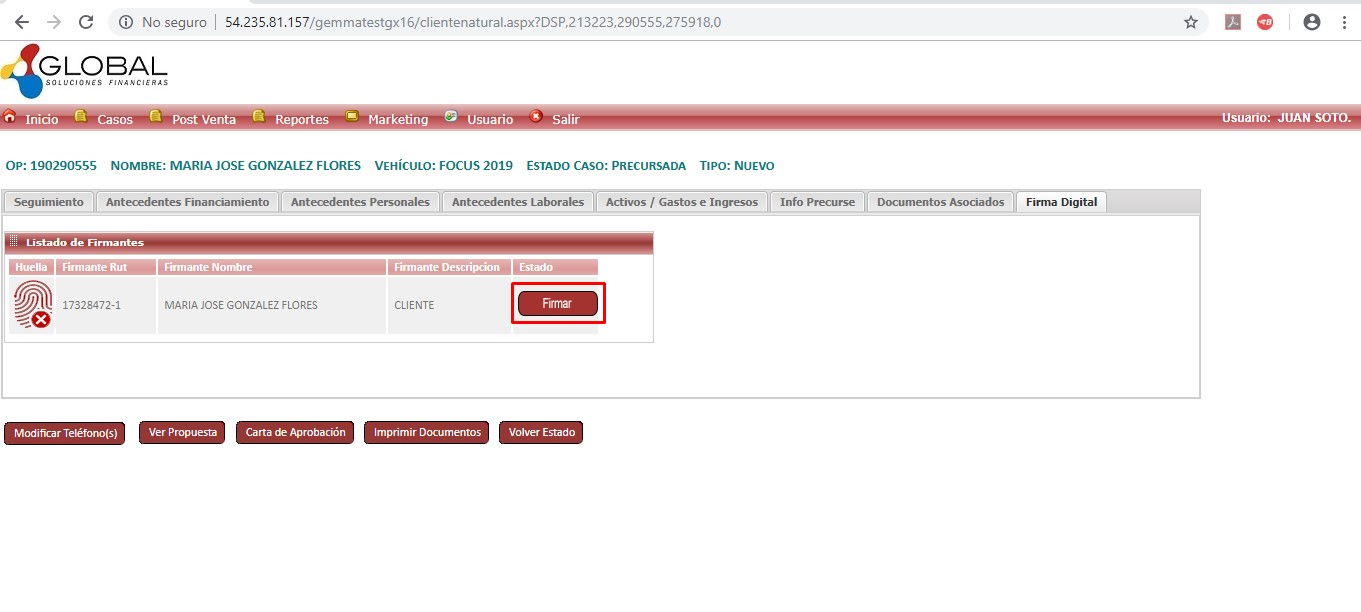 No seguro | 54.235.81.157/gemmatestgx16/clientenatural.aspx?DSP,213223,290555,275918,0
GLOBAL
SOLUCIONES FINANCIERAS
Inicio Casos Post Venta Reportes Marketing Usuario Salir Usuario: JUAN SOTO.
OP: 190290555 NOMBRE: MARIA JOSE GONZALEZ FLORES VEHÍCULO: FOCUS 2019 ESTADO CASO: PRECURSADA TIPO: NUEVO
Seguimiento Antecedentes Financiamiento Antecedentes Personales Antecedentes Laborales Activos / Gastos e Ingresos Info Precurse Documentos Asociados Firma Digital
Listado de Firmantes
Huella Firmante Rut Firmante Nombre Firmante Descripcion Estado
17328472-1 MARIA JOSE GONZALEZ FLORES CLIENTE Firmar
Modificar Teléfono(s) Ver Propuesta Carta de Aprobación Imprimir Documentos Volver Estado